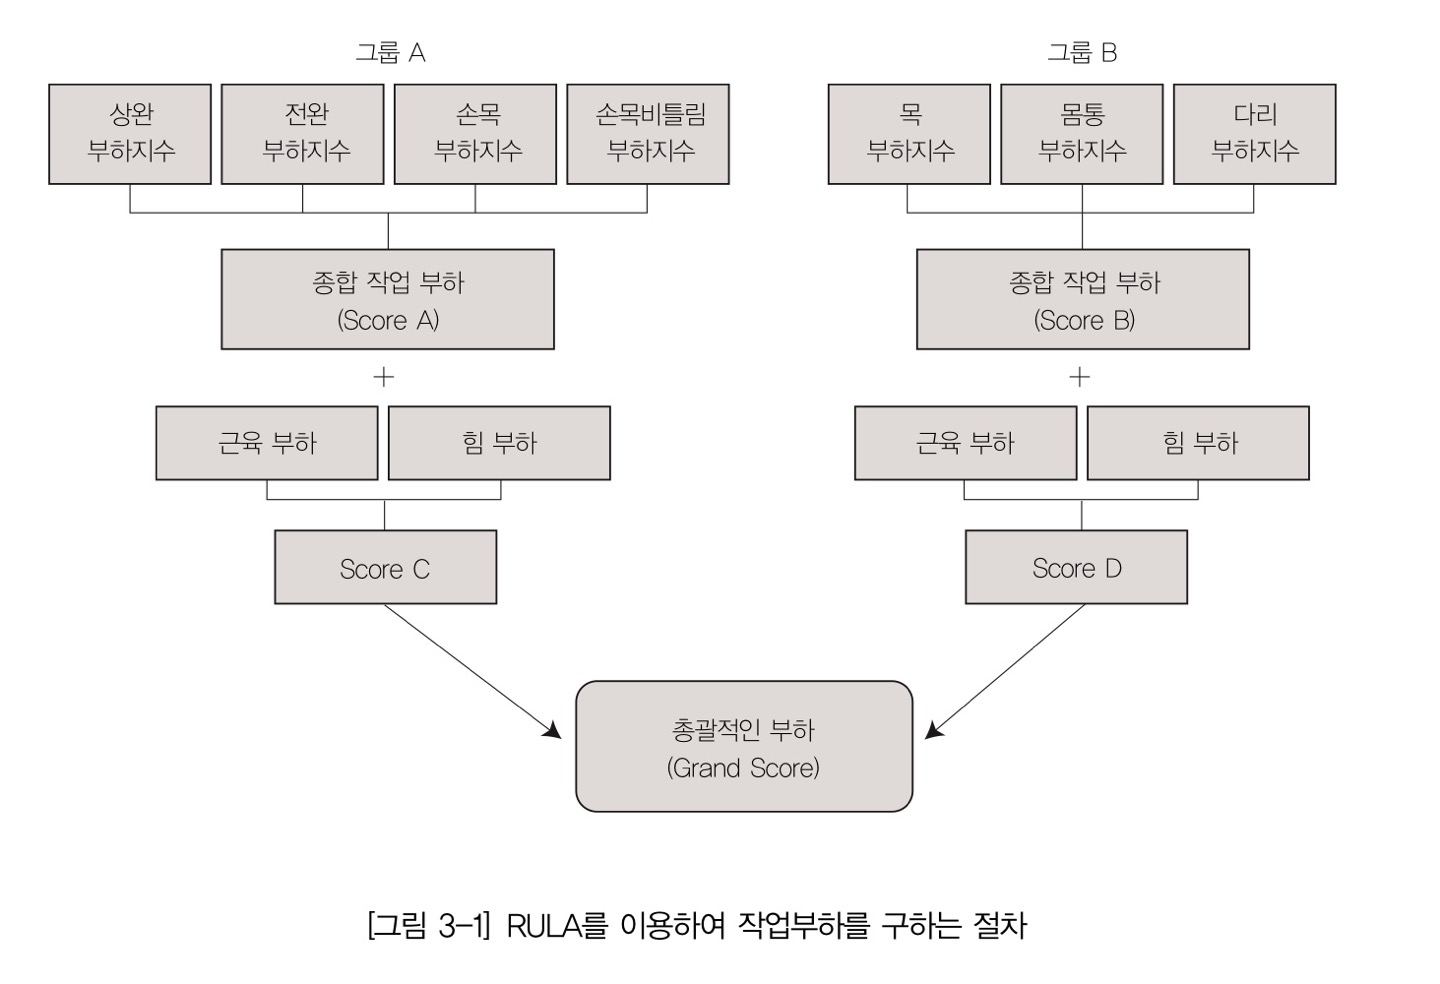 그룹 A
상완
부하지수
전완
부하지수
손목
부하지수
손목비틀림
부하지수
종합 작업 부하
(Score A)
+
근육 부하
힘 부하
Score C
그룹 B
목
부하지수
몸통
부하지수
다리
부하지수
종합 작업 부하
(Score B)
+
근육 부하
힘 부하
Score D
총괄적인 부하
(Grand Score)
[그림 3-1] RULA를 이용하여 작업부하를 구하는 절차